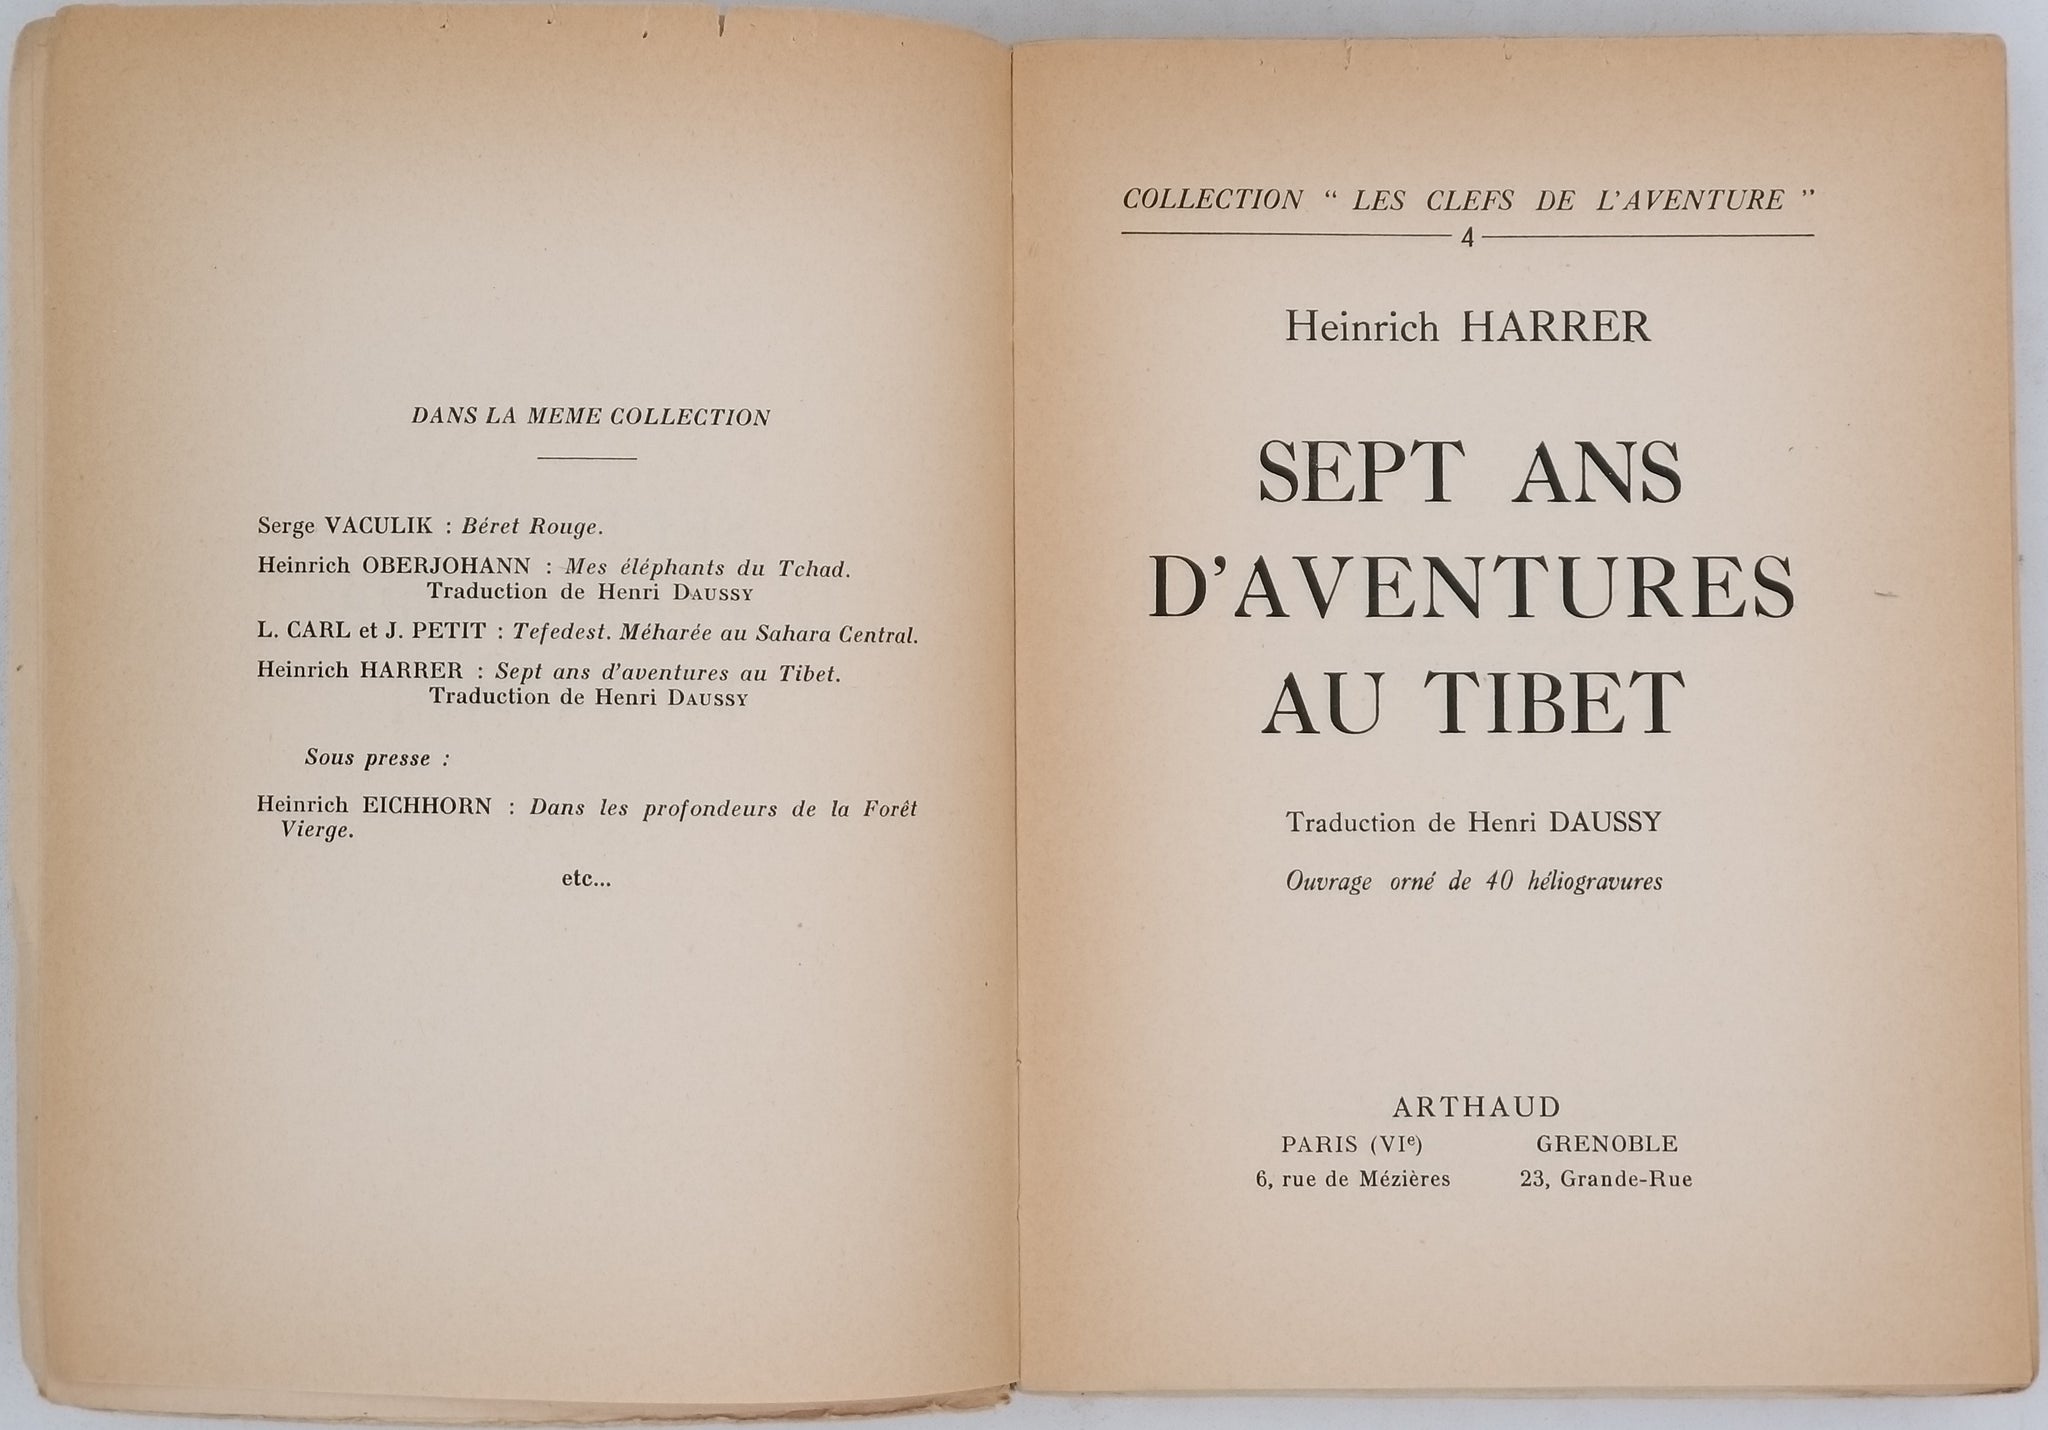 DANS LA MEME COLLECTION
Serge VACULIK : Béret Rouge.
Heinrich OBERJOHANN : Mes éléphants du Tchad.
Traduction de Henri DAUSSY
L. CARL et J. PETIT : Tefedest. Méharée au Sahara Central.
Heinrich HARRER : Sept ans d'aventures au Tibet.
Traduction de Henri DAUSSY
Sous presse :
Heinrich EICHHORN : Dans les profondeurs de la Forêt
Vierge.
etc...
COLLECTION “ LES CLEFS DE L'AVENTURE ”
4
Heinrich HARRER
SEPT ANS
D'AVENTURES
AU TIBET
Traduction de Henri DAUSSY
Ouvrage orné de 40 héliogravures
ARTHAUD
PARIS (VIe) GRENOBLE
6, rue de Mézières 23, Grande-Rue